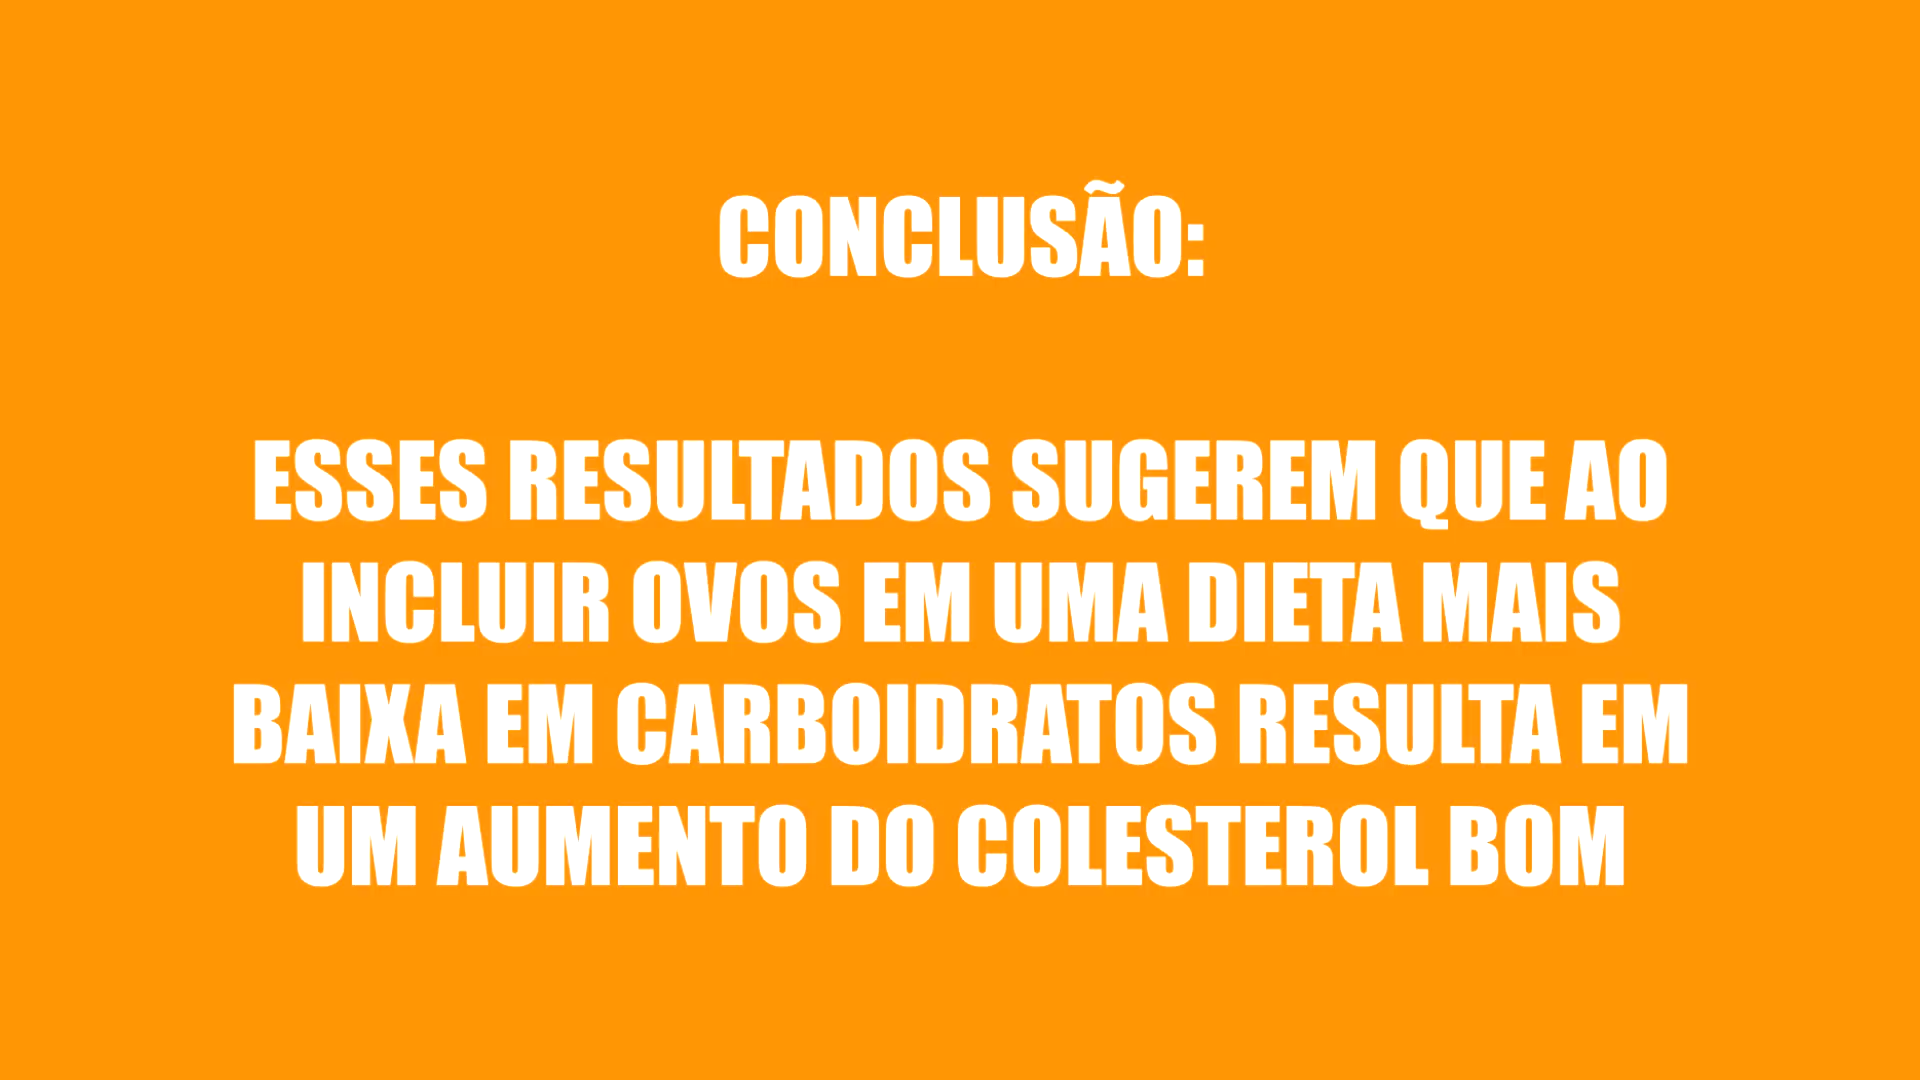 CONCLUSÃO:
ESSES RESULTADOS SUGEREM QUE AO
INCLUIR OVOS EM UMA DIETA MAIS
BAIXA EM CARBOIDRATOS RESULTA EM
UM AUMENTO DO COLESTEROL BOM